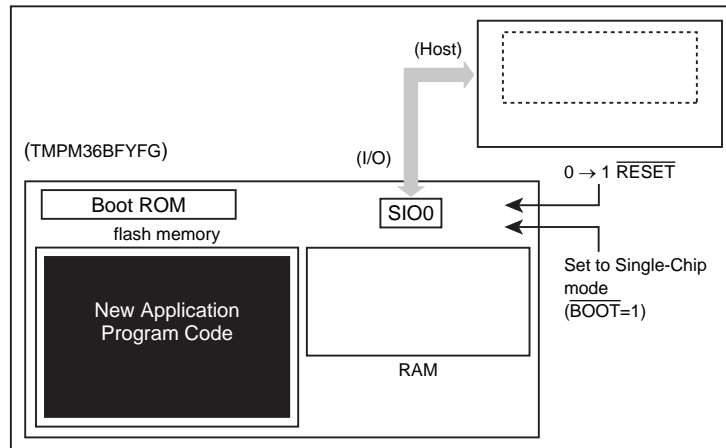 (Host)
(TMPM36BFYFG)
(I/O)
0 → 1 RESET
Boot ROM
SIO0
flash memory
Set to Single-Chip
mode
(BOOT=1)
New Application
Program Code
RAM